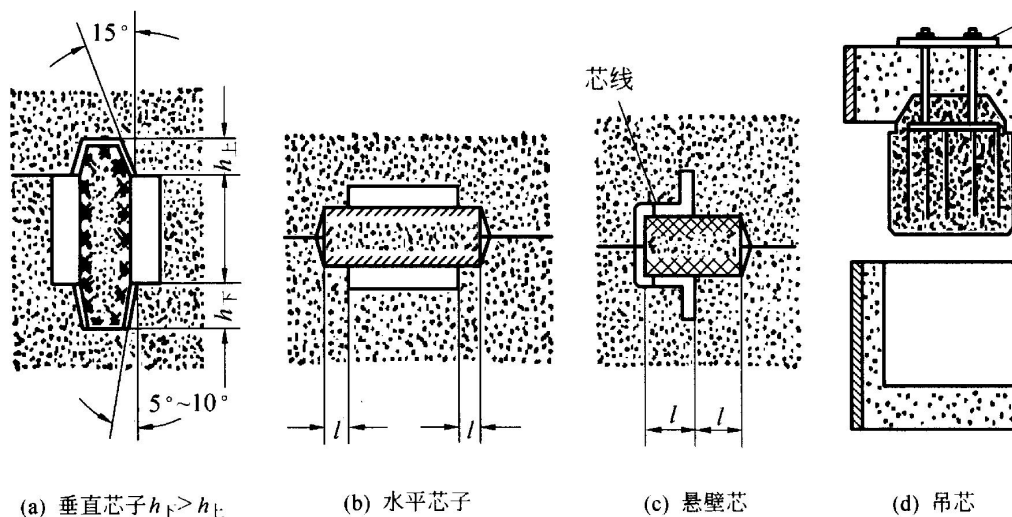 15°
h上
h下
5°~10°
(a) 垂直芯子h下>h上
l
l
(b) 水平芯子
芯线
l
l
(c) 悬壁芯
(d) 吊芯